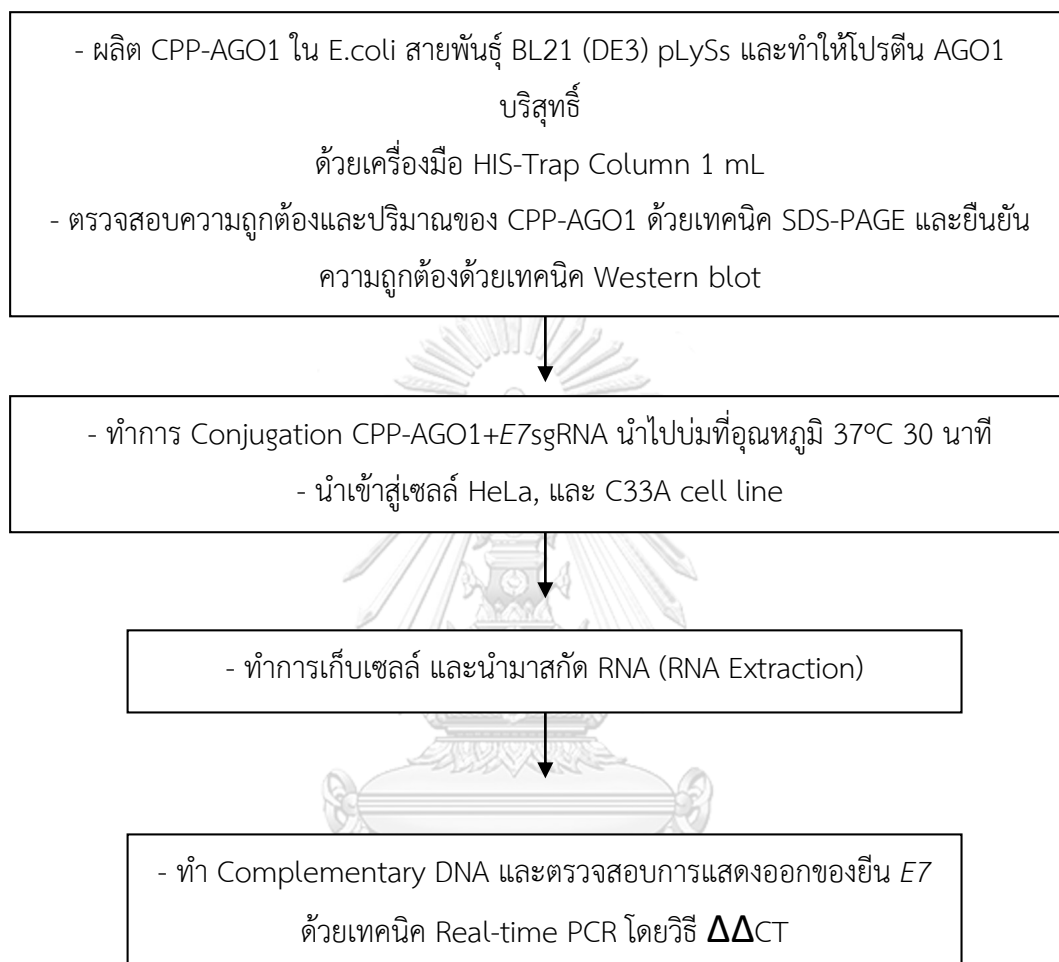 - ผลิต CPP-AGO1 ใน E.coli สายพันธุ์ BL21 (DE3) pLySs และทำให้โปรตีน AGO1
บริสุทธิ์
ด้วยเครื่องมือ HIS-Trap Column 1 mL
- ตรวจสอบความถูกต้องและปริมาณของ CPP-AGO1 ด้วยเทคนิค SDS-PAGE และยืนยัน
ความถูกต้องด้วยเทคนิค Western blot
- ทำการ Conjugation CPP-AGO1+E7sgRNA นำไปบ่มที่อุณหภูมิ 37ºC 30 นาที
- นำเข้าสู่เซลล์ HeLa, และ C33A cell line
- ทำการเก็บเซลล์ และนำมาสกัด RNA (RNA Extraction)
- ทำ Complementary DNA และตรวจสอบการแสดงออกของยีน E7
ด้วยเทคนิค Real-time PCR โดยวิธี ΔΔCT